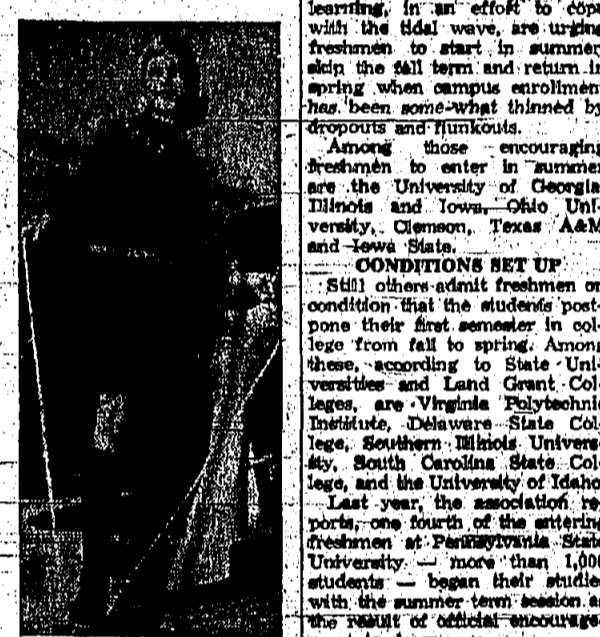 learning, in an effort to cope
with the tidal wave, are urging
freshmen to start in summer,
skip the fall term and return in
spring when campus enrollment
has been some-what thinned by
dropouts and flunkouts.
Among those encouraging
freshmen to enter in summer
are the University of Georgia,
Illinois and Iowa, Ohio Uni-
versity, Clemson, Texas A&M
and Iowa State.
CONDITIONS SET UP
Still others admit freshmen on
condition that the students post-
pone their first semester in col-
lege from fall to spring. Among
these, according to State Uni-
versities and Land Grant Col-
leges, are Virginia Polytechnic
Institute, Delaware State Col-
lege, Southern Illinois Univers-
ity, South Carolina State Col-
lege, and the University of Idaho.
Last year, the association re-
ports, one fourth of the entering
freshmen at Pennsylvania State
University — more than 1,000
students — began their studies
with the summer term session as
the result of official encourage-